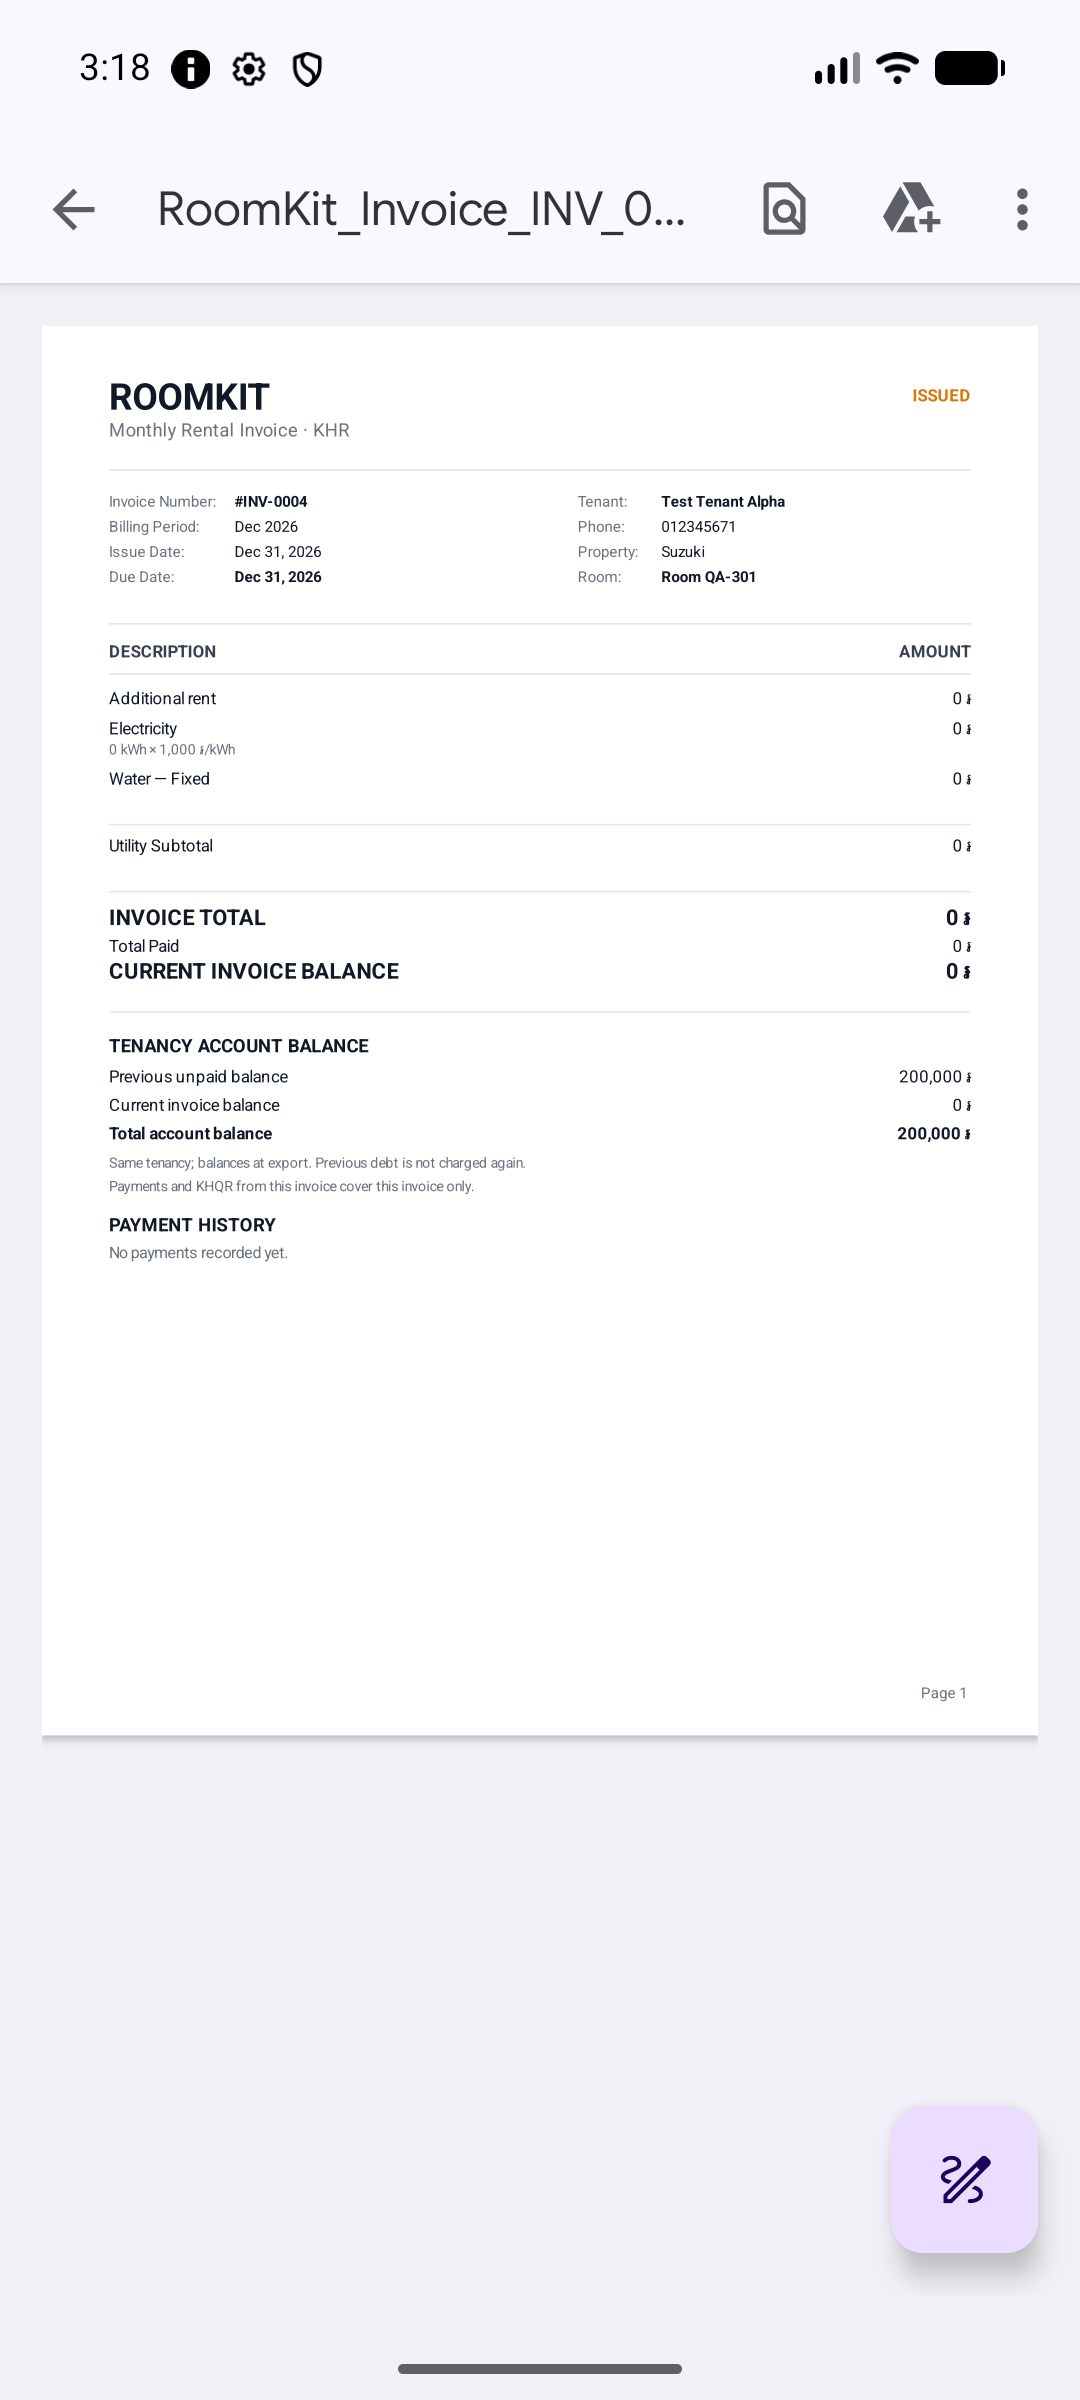 3:18
RoomKit_Invoice_INV_0...
ROOMKIT
ISSUED
Monthly Rental Invoice · KHR
Invoice Number: #INV-0004
Billing Period: Dec 2026
Issue Date: Dec 31, 2026
Due Date: Dec 31, 2026
Tenant: Test Tenant Alpha
Phone: 012345671
Property: Suzuki
Room: Room QA-301
DESCRIPTION AMOUNT
Additional rent 0 ៛
Electricity 0 ៛
0 kWh × 1,000 ៛/kWh
Water — Fixed 0 ៛
Utility Subtotal 0 ៛
INVOICE TOTAL 0 ៛
Total Paid 0 ៛
CURRENT INVOICE BALANCE 0 ៛
TENANCY ACCOUNT BALANCE
Previous unpaid balance 200,000 ៛
Current invoice balance 0 ៛
Total account balance 200,000 ៛
Same tenancy; balances at export. Previous debt is not charged again.
Payments and KHQR from this invoice cover this invoice only.
PAYMENT HISTORY
No payments recorded yet.
Page 1